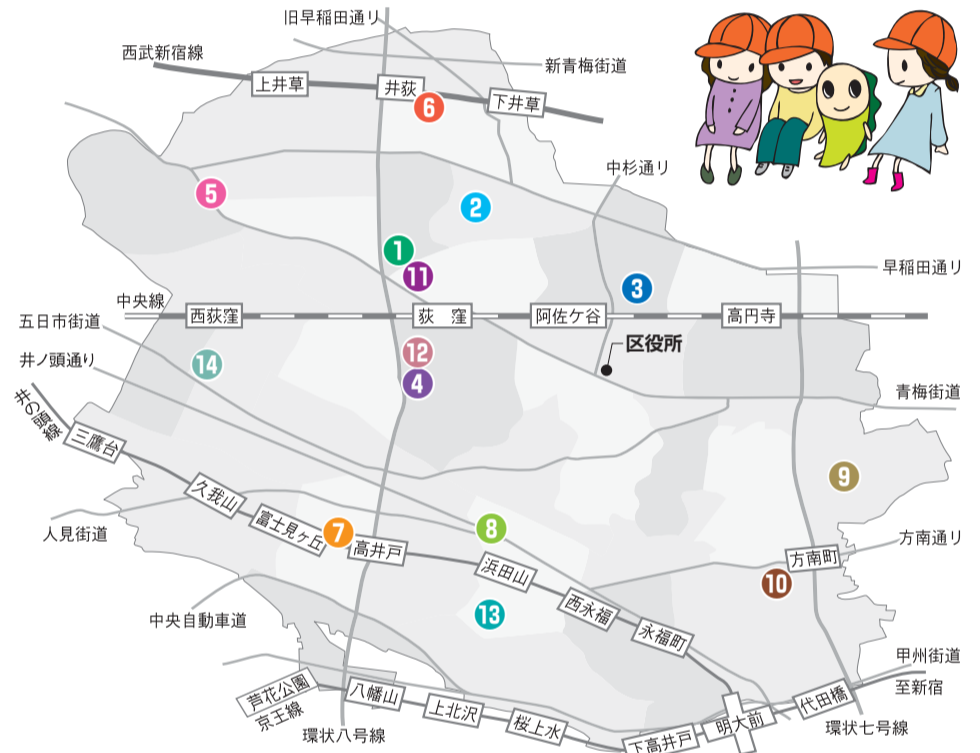 旧早稲田通り
西武新宿線
上井草
井荻
新青梅街道
6
下井草
中杉通り
5
2
1
11
3
早稲田通り
中央線
西荻窪
荻窪
阿佐ケ谷
高円寺
五日市街道
区役所
井ノ頭通り
14
12
4
青梅街道
井の頭線
三鷹台
9
久我山
人見街道
富士見ヶ丘
7
高井戸
8
方南通り
方南町
浜田山
10
西永福
13
中央自動車道
永福町
甲州街道
至新宿
芦花公園
京王線
八幡山
上北沢
桜上水
下高井戸
明大前
代田橋
環状八号線
環状七号線